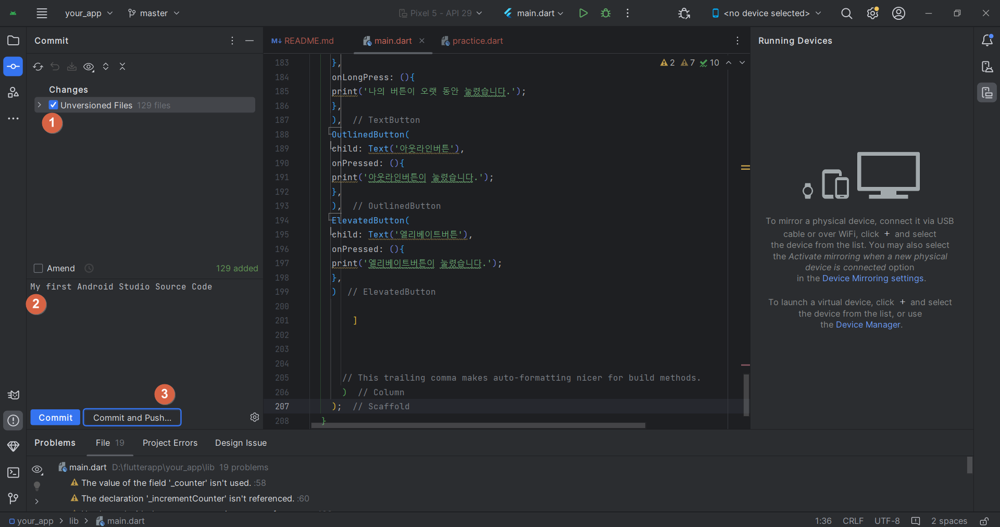 your_app
master
Pixel 5 - API 29
main.dart
<no device selected>
Commit
Changes
Unversioned Files 129 files
1
Amend
129 added
My first Android Studio Source Code
2
3
Commit
Commit and Push...
M↓ README.md
main.dart
practice.dart
2 7 10
183 },
184 onLongPress: (){
185 print('나의 버튼이 오랫 동안 눌렸습니다.');
186 },
187 ), // TextButton
188 OutlinedButton(
189 child: Text('아웃라인버튼'),
190 onPressed: (){
191 print('아웃라인버튼이 눌렸습니다.');
192 },
193 ), // OutlinedButton
194 ElevatedButton(
195 child: Text('엘리베이트버튼'),
196 onPressed: (){
197 print('엘리베이트버튼이 눌렸습니다.');
198 },
199 ) // ElevatedButton
200
201 ]
202
203
204
205 // This trailing comma makes auto-formatting nicer for build methods.
206 ) // Column
207 ); // Scaffold
208 }
Running Devices
To mirror a physical device, connect it via USB
cable or over WiFi, click + and select
the device from the list. You may also select
the Activate mirroring when a new physical
device is connected option
in the Device Mirroring settings.
To launch a virtual device, click + and select
the device from the list, or use
the Device Manager.
Problems
File 19
Project Errors
Design Issue
main.dart D:\flutterapp\your_app\lib 19 problems
The value of the field '_counter' isn't used. :58
The declaration '_incrementCounter' isn't referenced. :60
your_app > lib > main.dart
1:36
CRLF
UTF-8
2 spaces